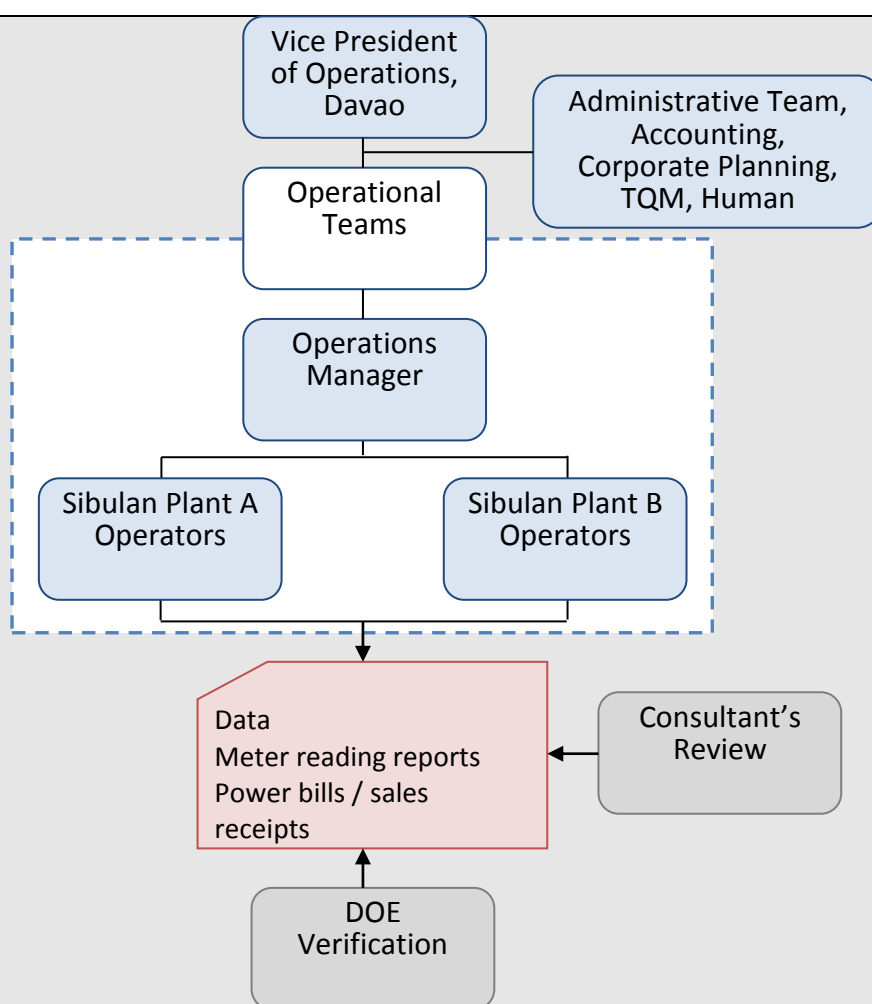 Vice President
of Operations,
Davao
Administrative Team,
Accounting,
Corporate Planning,
TQM, Human
Operational
Teams
Operations
Manager
Sibulan Plant A
Operators
Sibulan Plant B
Operators
Data
Meter reading reports
Power bills / sales
receipts
Consultant’s
Review
DOE
Verification